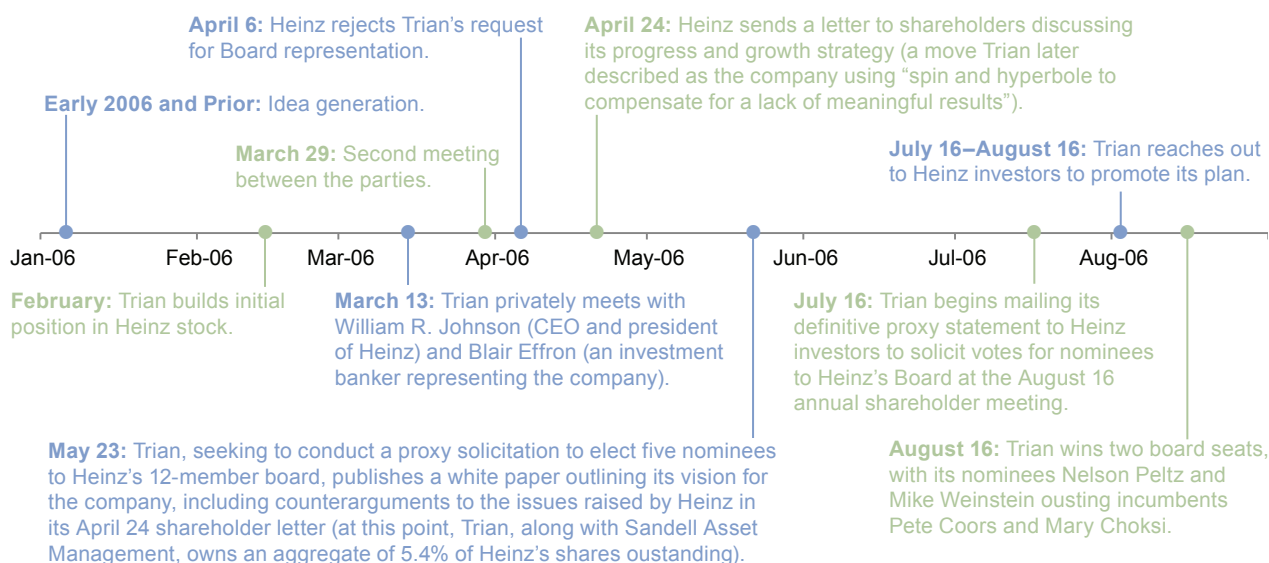 April 6: Heinz rejects Trian's request
for Board representation.
April 24: Heinz sends a letter to shareholders discussing
its progress and growth strategy (a move Trian later
described as the company using “spin and hyperbole to
compensate for a lack of meaningful results”).
Early 2006 and Prior: Idea generation.
March 29: Second meeting
between the parties.
July 16–August 16: Trian reaches out
to Heinz investors to promote its plan.
Jan-06 Feb-06 Mar-06 Apr-06 May-06 Jun-06 Jul-06 Aug-06
February: Trian builds initial
position in Heinz stock.
March 13: Trian privately meets with
William R. Johnson (CEO and president
of Heinz) and Blair Effron (an investment
banker representing the company).
July 16: Trian begins mailing its
definitive proxy statement to Heinz
investors to solicit votes for nominees
to Heinz's Board at the August 16
annual shareholder meeting.
May 23: Trian, seeking to conduct a proxy solicitation to elect five nominees
to Heinz's 12-member board, publishes a white paper outlining its vision for
the company, including counterarguments to the issues raised by Heinz in
its April 24 shareholder letter (at this point, Trian, along with Sandell Asset
Management, owns an aggregate of 5.4% of Heinz's shares oustanding).
August 16: Trian wins two board seats,
with its nominees Nelson Peltz and
Mike Weinstein ousting incumbents
Pete Coors and Mary Choksi.